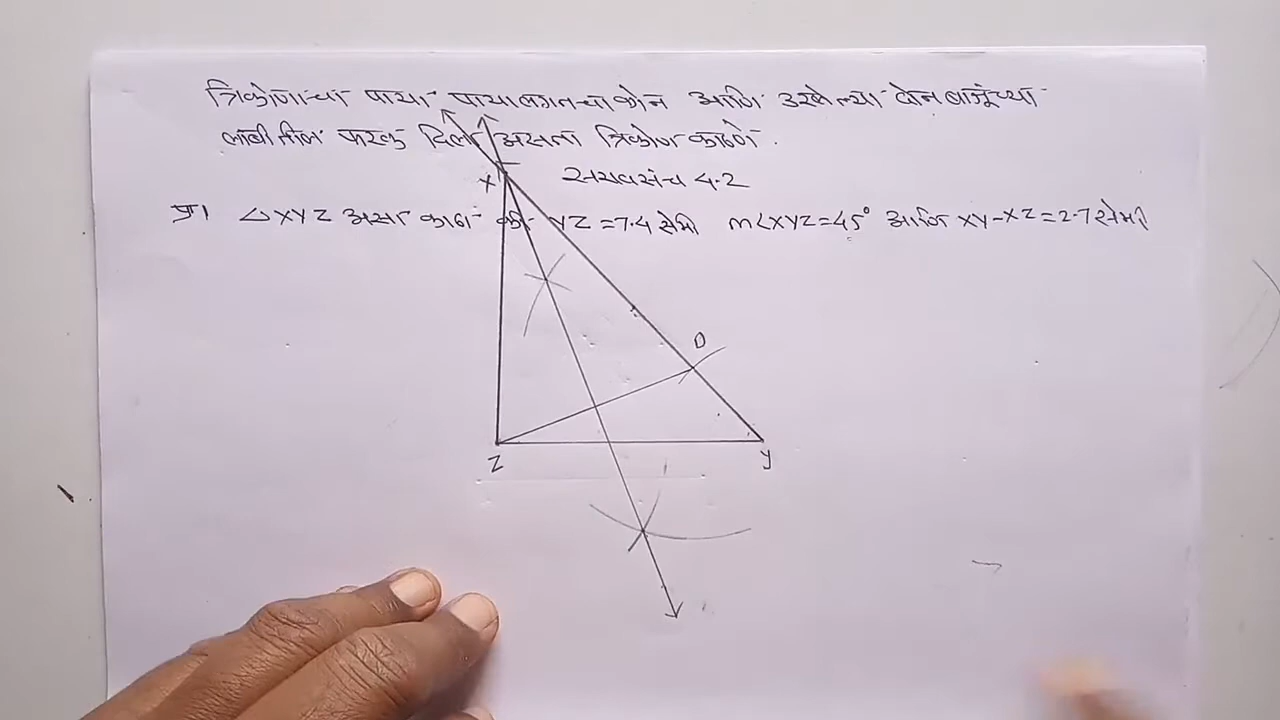 त्रिकोणाचा पाया पायालगतचा कोन आणि उरलेल्या दोन बाजूंच्या
लांबीतील फरक दिला असता त्रिकोण काढणे.
सरावसंच 4.2
प्र1 △XYZ असा काढा की YZ =7.4 सेमी m∠XYZ=45° आणि XY-XZ=2.7सेमी
X
D
Z
Y